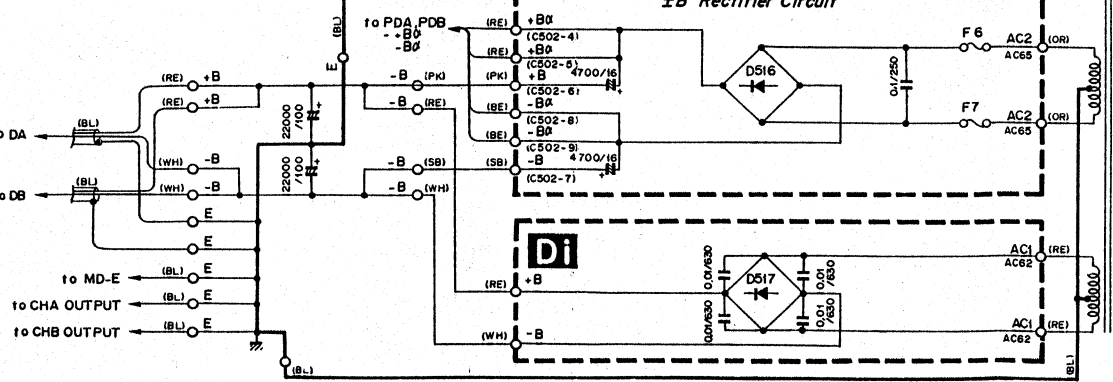 ±B Rectifier Circuit
(BL)
to PDA, PDB
- +Bα
-Bα
(RE) +Bα
(C502-4)
(RE) +Bα
(C502-5)
4700/16
+
(PK) +B
(C502-6)
(BE) -Bα
(C502-8)
(BE) -Bα
(C502-9)
4700/16
+
(SB) -B
(C502-7)
D516
0.1/250
F6
AC2 (OR)
AC65
F7
AC2 (OR)
AC65
E
(RE) +B
(RE) +B
-B (PK)
-B (RE)
22000
/100
+
22000
/100
+
DA
(BL)
(WH) -B
-B (SB)
DB
(BL)
(WH) -B
-B (WH)
E
E
to MD-E (BL) E
to CHA OUTPUT (BL) E
to CHB OUTPUT (BL) E
Di
(RE) +B
(WH) -B
0.01/630
0.01/630
D517
0.01
/630
0.01
/630
AC1 (RE)
AC62
AC1 (RE)
AC62
(BL)
(BL)